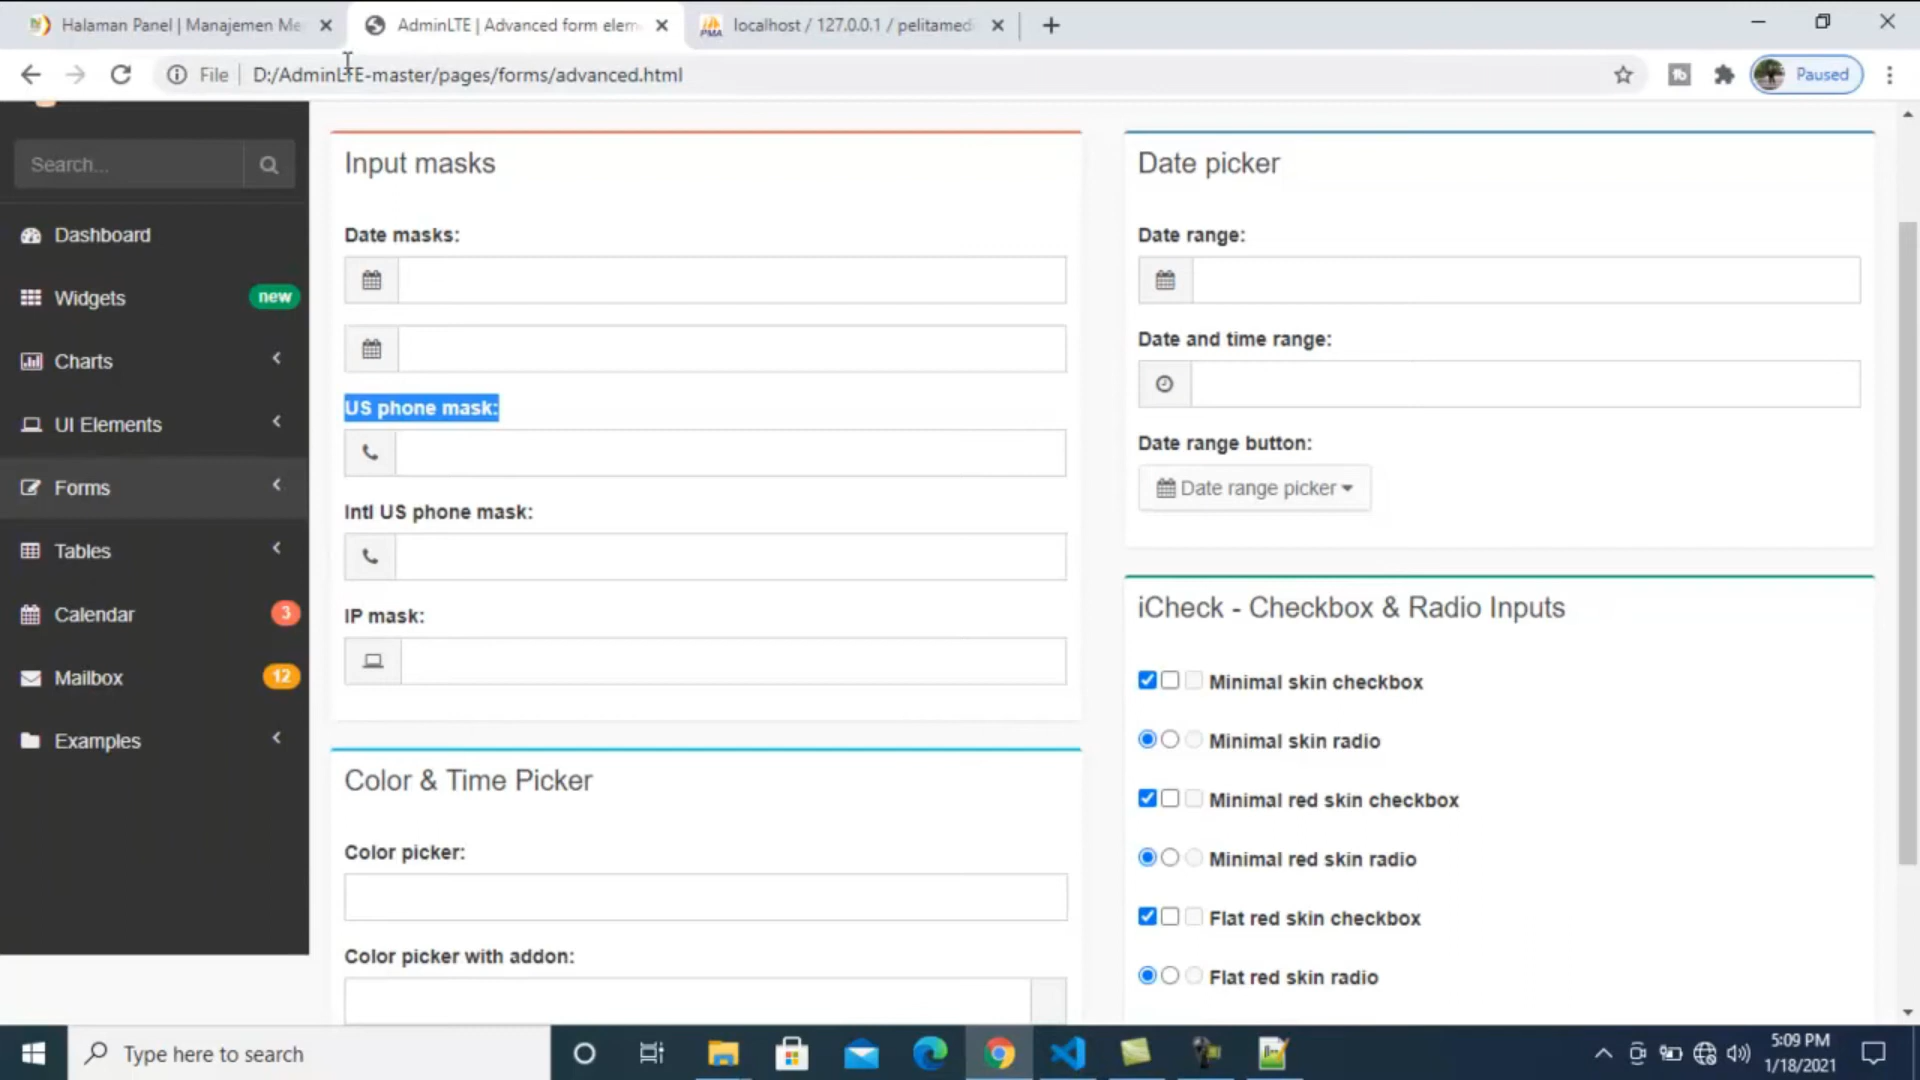 Halaman Panel | Manajemen Me
AdminLTE | Advanced form elem
localhost / 127.0.0.1 / pelitamed
File
D:/AdminLTE-master/pages/forms/advanced.html
Paused
Search...
Dashboard
Widgets
new
Charts
UI Elements
Forms
Tables
Calendar
3
Mailbox
12
Examples
Input masks
Date masks:
US phone mask:
Intl US phone mask:
IP mask:
Color & Time Picker
Color picker:
Color picker with addon:
Date picker
Date range:
Date and time range:
Date range button:
Date range picker
iCheck - Checkbox & Radio Inputs
Minimal skin checkbox
Minimal skin radio
Minimal red skin checkbox
Minimal red skin radio
Flat red skin checkbox
Flat red skin radio
Type here to search
5:09 PM
1/18/2021